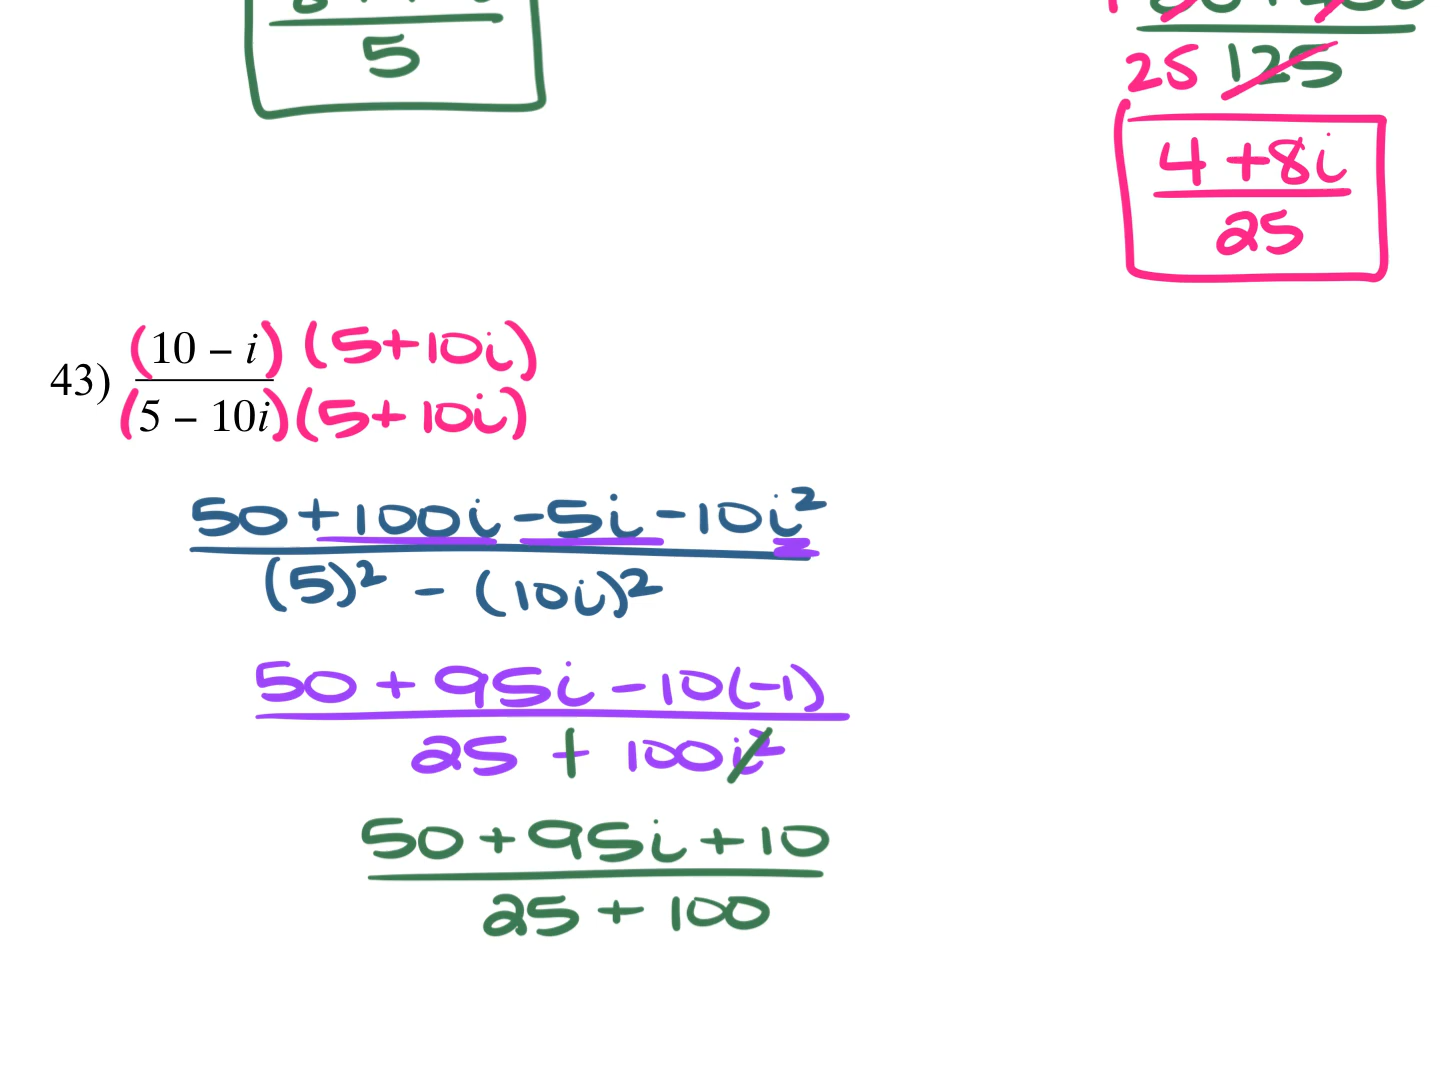 5
25 125
4 + 8i
25
43) (10 – i) (5+10i)
(5 – 10i)(5+10i)
50 + 100i - 5i - 10i²
(5)² - (10i)²
50 + 95i - 10(-1)
25 + 100i²
50 + 95i + 10
25 + 100